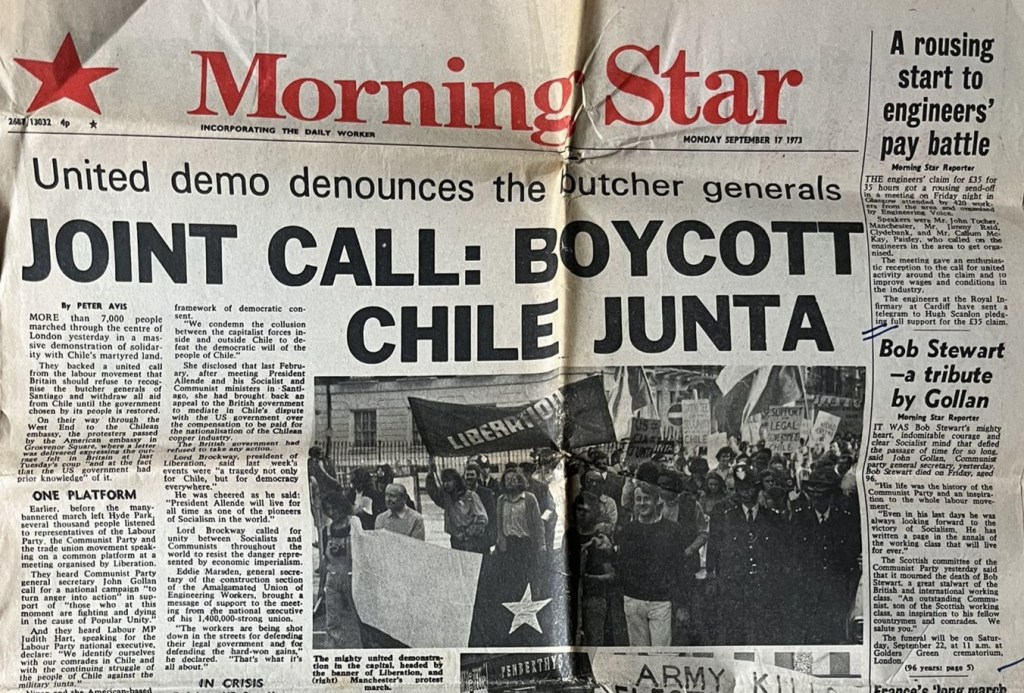 Morning Star
2687/13032 4p
INCORPORATING THE DAILY WORKER
MONDAY SEPTEMBER 17 1973
United demo denounces the butcher generals
JOINT CALL: BOYCOTT
CHILE JUNTA
By PETER AVIS
MORE than 7,000 people
marched through the centre of
London yesterday in a mas-
sive demonstration of solidar-
ity with Chile's martyred land.
They backed a united call
from the labour movement that
Britain should refuse to recog-
nise the butcher generals of
Santiago and withdraw all aid
from Chile until the government
chosen by its people is restored.
On their way through the
West End to the Chilean
embassy, the protesters passed
by the American embassy in
Grosvenor Square, where a letter
was delivered expressing the out-
rage felt in Britain at last
Tuesday's coup "and at the fact
that the US government had
prior knowledge" of it.
ONE PLATFORM
Earlier, before the many-
bannered march left Hyde Park,
several thousand people listened
to representatives of the Labour
Party, the Communist Party and
the trade union movement speak-
ing on a common platform at a
meeting organised by Liberation.
They heard Communist Party
general secretary John Gollan
call for a national campaign "to
turn anger into action" in sup-
port of "those who at this
moment are fighting and dying
in the cause of Popular Unity."
And they heard Labour MP
Judith Hart, speaking for the
Labour Party national executive,
declare: "We identify ourselves
with our comrades in Chile and
with the continuing struggle of
the people of Chile against the
military junta."
framework of democratic con-
sent.
"We condemn the collusion
between the capitalist forces in-
side and outside Chile to de-
feat the democratic will of the
people of Chile."
She disclosed that last Febru-
ary, after meeting President
Allende and his Socialist and
Communist ministers in Santi-
ago, she had brought back an
appeal to the British government
to mediate in Chile's dispute
with the US government over
the compensation to be paid for
the nationalisation of the Chilean
copper industry.
The British government had
refused to take any action.
Lord Brockway, president of
Liberation, said last week's
events were "a tragedy not only
for Chile, but for democracy
everywhere."
He was cheered as he said:
"President Allende will live for
all time as one of the pioneers
of Socialism in the world."
Lord Brockway called for
unity between Socialists and
Communists throughout the
world to resist the danger repre-
sented by economic imperialism.
Eddie Marsden, general secre-
tary of the construction section
of the Amalgamated Union of
Engineering Workers, brought a
message of support to the meet-
ing from the national executive
of his 1,400,000-strong union.
"The workers are being shot
down in the streets for defending
their legal government and for
defending the hard-won gains,"
he declared. "That's what it's
all about."
IN CRISIS
LIBERATION
CHILE
SUPPORT
LEGAL
The mighty united demonstra-
tion in the capital, headed by
the banner of Liberation, and
(right) Manchester's protest
march.
PENBERTHYS
ARMY
A rousing
start to
engineers'
pay battle
Morning Star Reporter
THE engineers' claim for £35 for
35 hours got a rousing send-off
in a meeting on Friday night in
Glasgow attended by 420 work-
ers from the area and organised
by Engineering Voice.
Speakers were Mr. John Tocher,
Manchester, Mr. Jimmy Reid,
Clydebank, and Mr. Callum Mc-
Kay, Paisley, who called on the
engineers in the area to get orga-
nised.
The meeting gave an enthusias-
tic reception to the call for united
activity around the claim and to
improve wages and conditions in
the industry.
The engineers at the Royal In-
firmary at Cardiff have sent a
telegram to Hugh Scanlon pledg-
ing full support for the £35 claim.
Bob Stewart
—a tribute
by Gollan
Morning Star Reporter
IT WAS Bob Stewart's mighty
heart, indomitable courage and
clear Socialist mind that defied
the passage of time for so long,
said John Gollan, Communist
party general secretary, yesterday.
Bob Stewart died on Friday, aged
96.
"His life was the history of the
Communist Party and an inspira-
tion to the whole labour move-
ment.
"Even in his last days he was
always looking forward to the
victory of Socialism. He has
written a page in the annals of
the working class that will live
for ever."
The Scottish committee of the
Communist Party yesterday said
that it mourned the death of Bob
Stewart, a great stalwart of the
British and international working
class. "An outstanding Commu-
nist, son of the Scottish working
class, an inspiration to his fellow
countrymen and comrades. We
salute you."
The funeral will be on Satur-
day, September 22, at 11 a.m. at
Golders Green crematorium,
London.
(96 years: page 5)
France's 'long march